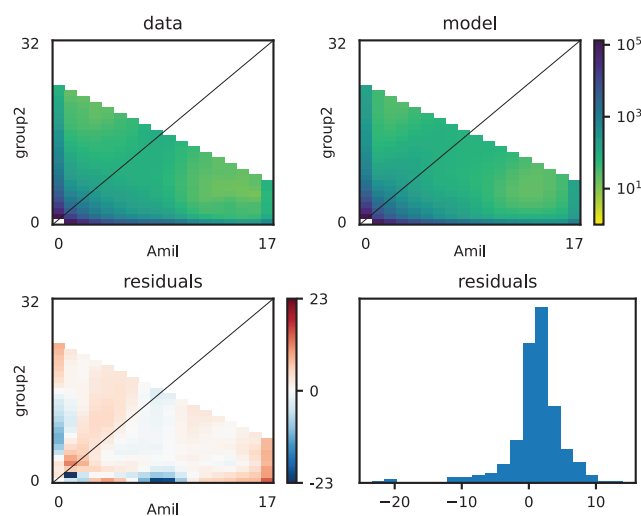 data
model
32
group2
0
0
Amil
17
32
group2
0
0
Amil
17
10^5
10^3
10^1
residuals
residuals
32
group2
0
0
Amil
17
23
0
-23
−20
−10
0
10